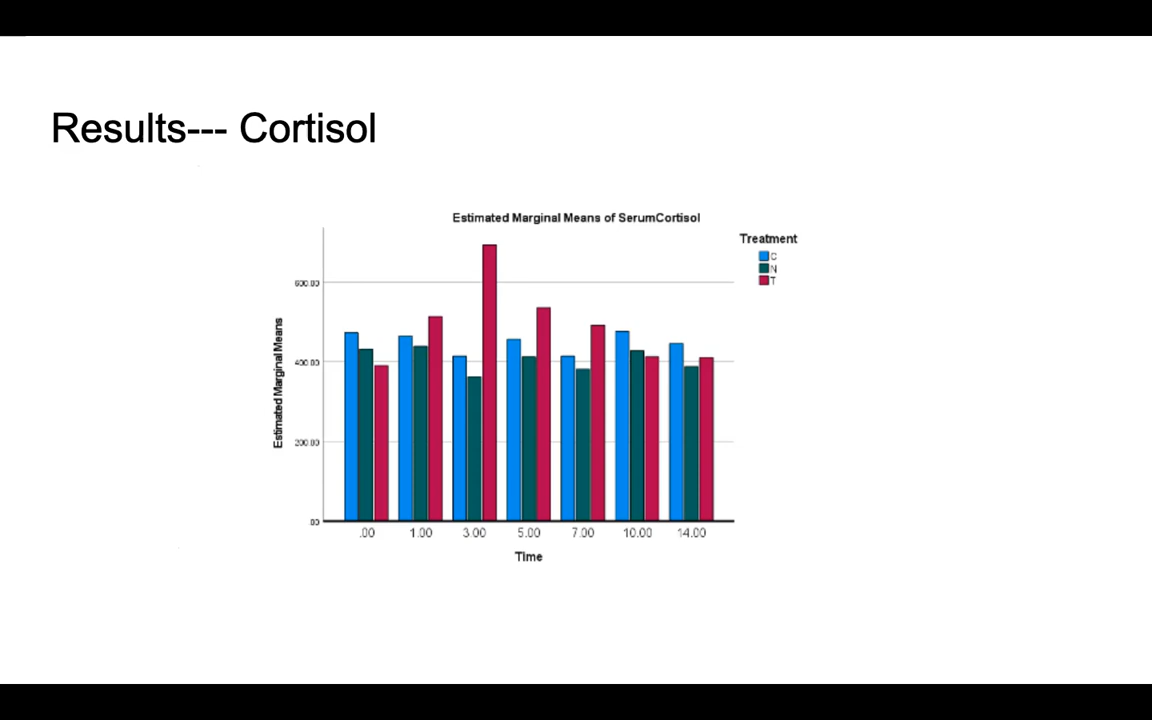 Results--- Cortisol
Estimated Marginal Means of SerumCortisol
Treatment
C
N
T
Estimated Marginal Means
600.00
400.00
200.00
.00
.00 1.00 3.00 5.00 7.00 10.00 14.00
Time